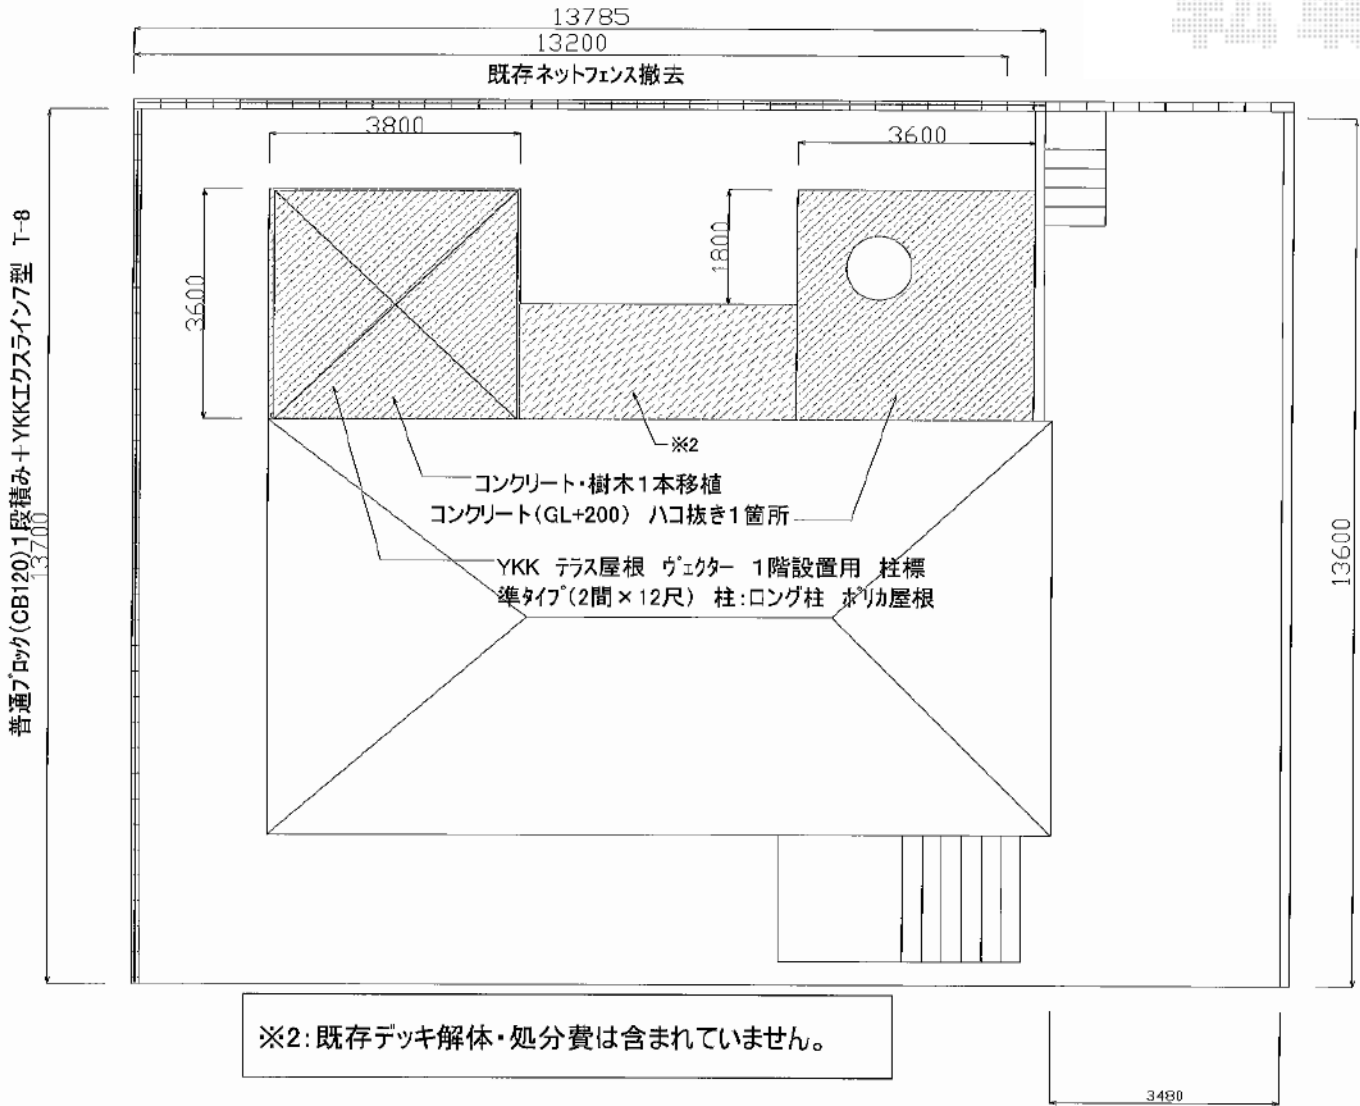 13785
13200
既存ネットフェンス撤去
3800
3600
1800
3600
普通ブロック(CB120)1段積み+YKKエクスライン7型 T-8
13700
13600
※2
コンクリート・樹木1本移植
コンクリート(GL+200) ハコ抜き1箇所
YKK テラス屋根 ヴェクター 1階設置用 柱標
準タイプ(2間×12尺) 柱:ロング柱 ポリカ屋根
※2:既存デッキ解体・処分費は含まれていません。
3480